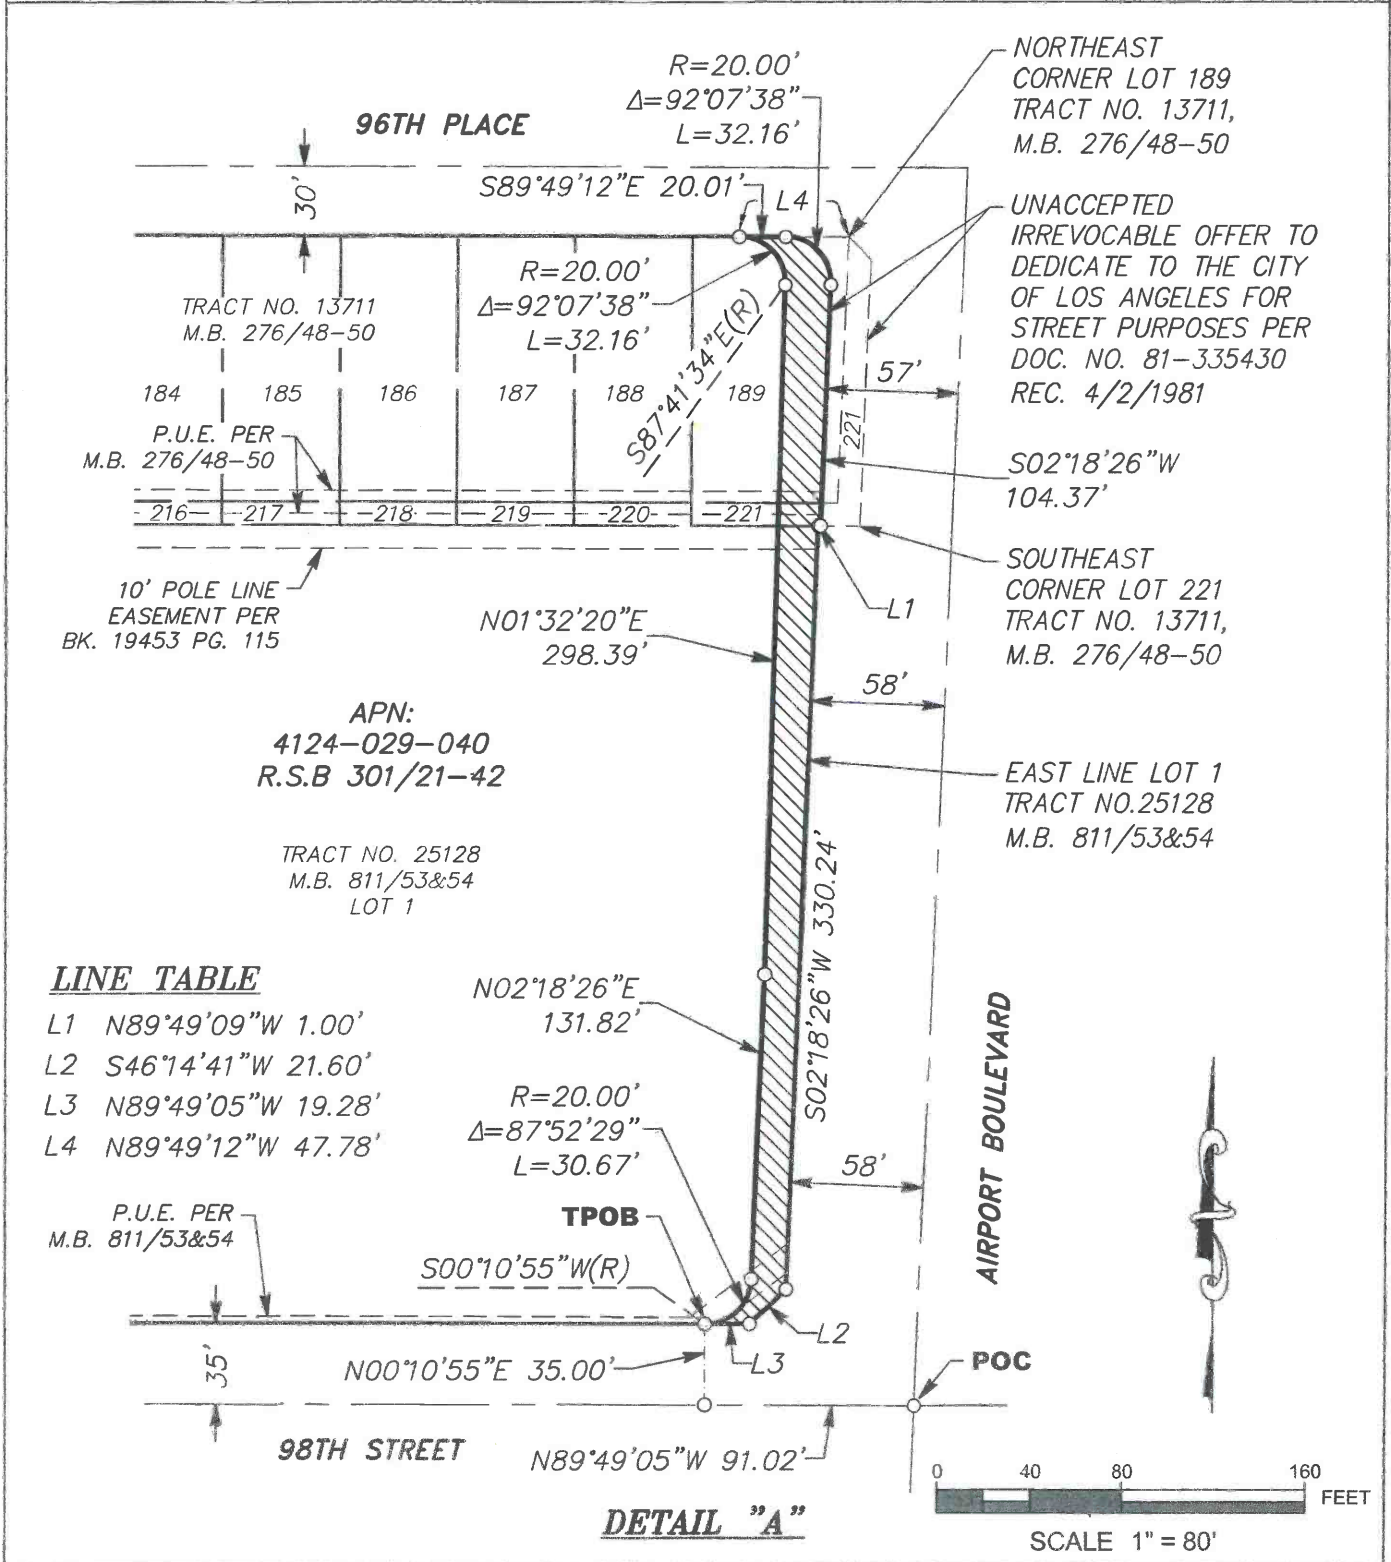 R=20.00'
Δ=92°07'38"
L=32.16'
NORTHEAST
CORNER LOT 189
TRACT NO. 13711,
M.B. 276/48-50
96TH PLACE
30'
S89°49'12"E 20.01'
L4
UNACCEPTED
IRREVOCABLE OFFER TO
DEDICATE TO THE CITY
OF LOS ANGELES FOR
STREET PURPOSES PER
DOC. NO. 81-335430
REC. 4/2/1981
R=20.00'
Δ=92°07'38"
L=32.16'
TRACT NO. 13711
M.B. 276/48-50
S87°41'34"E(R)
57'
184 185 186 187 188 189
221
P.U.E. PER
M.B. 276/48-50
S02°18'26"W
104.37'
216 217 218 219 220 221
SOUTHEAST
CORNER LOT 221
TRACT NO. 13711,
M.B. 276/48-50
L1
10' POLE LINE
EASEMENT PER
BK. 19453 PG. 115
N01°32'20"E
298.39'
58'
APN:
4124-029-040
R.S.B 301/21-42
EAST LINE LOT 1
TRACT NO.25128
M.B. 811/53&54
TRACT NO. 25128
M.B. 811/53&54
LOT 1
S02°18'26"W 330.24'
LINE TABLE
L1 N89°49'09"W 1.00'
L2 S46°14'41"W 21.60'
L3 N89°49'05"W 19.28'
L4 N89°49'12"W 47.78'
N02°18'26"E
131.82'
AIRPORT BOULEVARD
R=20.00'
Δ=87°52'29"
L=30.67'
58'
P.U.E. PER
M.B. 811/53&54
TPOB
S00°10'55"W(R)
L2
L3
35'
N00°10'55"E 35.00'
POC
98TH STREET
N89°49'05"W 91.02'
DETAIL "A"
0 40 80 160
FEET
SCALE 1" = 80'